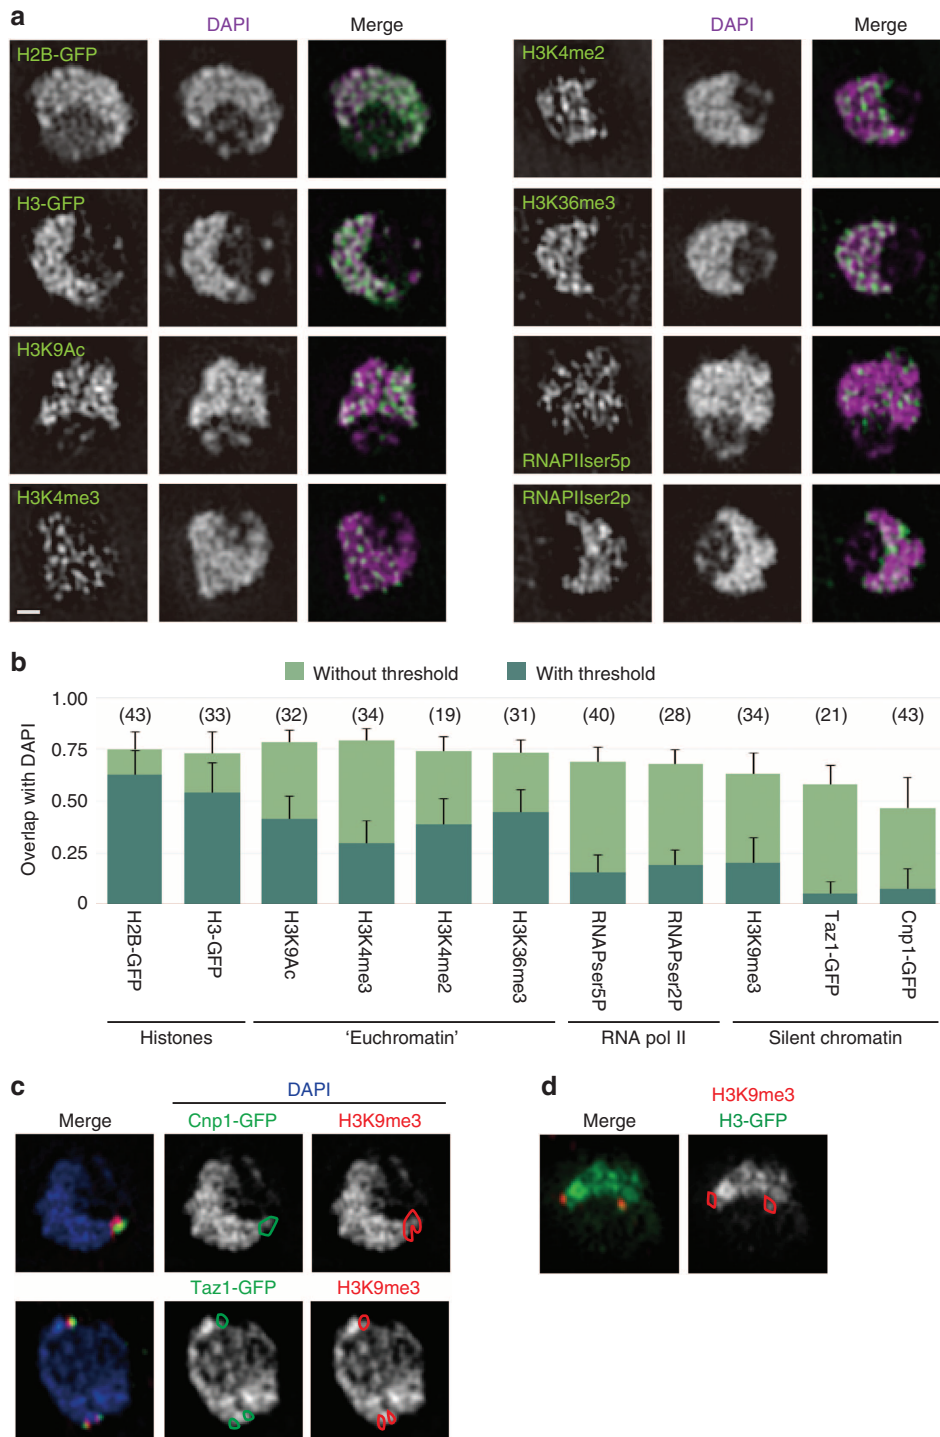 a
DAPI Merge DAPI Merge
H2B-GFP H3K4me2
H3-GFP H3K36me3
H3K9Ac RNAPIIser5p
H3K4me3 RNAPIIser2p
b
Without threshold With threshold
Overlap with DAPI
1.00
0.75
0.50
0.25
0
(43) (33) (32) (34) (19) (31) (40) (28) (34) (21) (43)
H2B-GFP H3-GFP H3K9Ac H3K4me3 H3K4me2 H3K36me3 RNAPser5P RNAPser2P H3K9me3 Taz1-GFP Cnp1-GFP
Histones 'Euchromatin' RNA pol II Silent chromatin
c
DAPI
Merge Cnp1-GFP H3K9me3
Taz1-GFP H3K9me3
d
H3K9me3
Merge H3-GFP